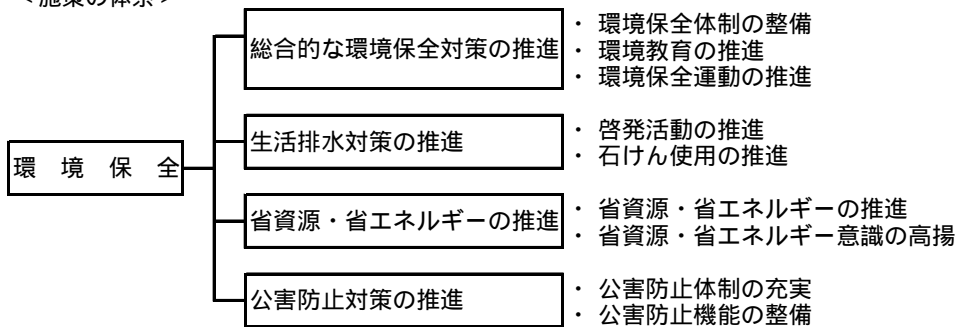 <施策の体系>
総合的な環境保全対策の推進
・ 環境保全体制の整備
・ 環境教育の推進
・ 環境保全運動の推進
環 境 保 全
生活排水対策の推進
・ 啓発活動の推進
・ 石けん使用の推進
省資源・省エネルギーの推進
・ 省資源・省エネルギーの推進
・ 省資源・省エネルギー意識の高揚
公害防止対策の推進
・ 公害防止体制の充実
・ 公害防止機能の整備